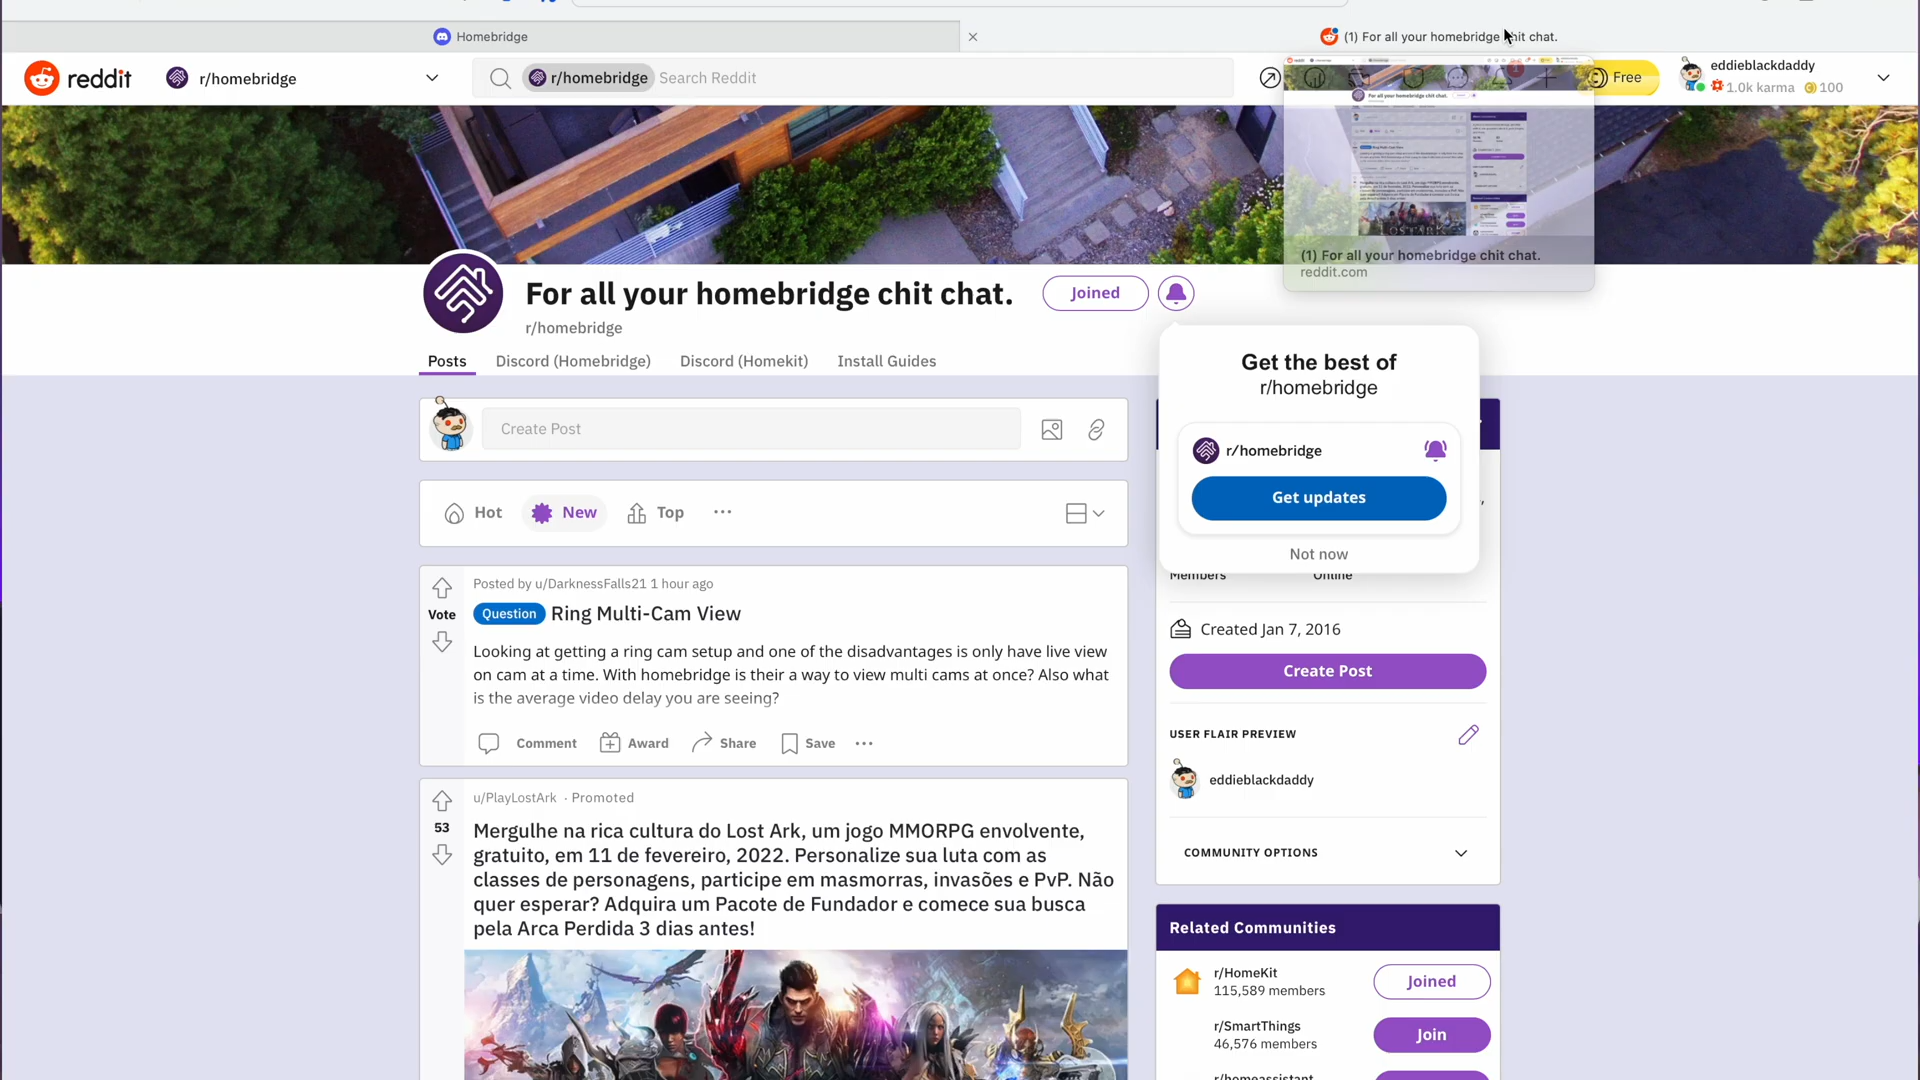 Homebridge
(1) For all your homebridge chit chat.
reddit
r/homebridge
r/homebridge
Search Reddit
Free
eddieblackdaddy
1.0k karma
100
(1) For all your homebridge chit chat.
reddit.com
For all your homebridge chit chat.
Joined
r/homebridge
Posts
Discord (Homebridge)
Discord (Homekit)
Install Guides
Get the best of
r/homebridge
r/homebridge
Get updates
Not now
Create Post
Hot
New
Top
Members
Online
Created Jan 7, 2016
Create Post
USER FLAIR PREVIEW
eddieblackdaddy
COMMUNITY OPTIONS
Posted by u/DarknessFalls21 1 hour ago
Vote
Question
Ring Multi-Cam View
Looking at getting a ring cam setup and one of the disadvantages is only have live view
on cam at a time. With homebridge is their a way to view multi cams at once? Also what
is the average video delay you are seeing?
Comment
Award
Share
Save
u/PlayLostArk · Promoted
53
Mergulhe na rica cultura do Lost Ark, um jogo MMORPG envolvente,
gratuito, em 11 de fevereiro, 2022. Personalize sua luta com as
classes de personagens, participe em masmorras, invasões e PvP. Não
quer esperar? Adquira um Pacote de Fundador e comece sua busca
pela Arca Perdida 3 dias antes!
Related Communities
r/HomeKit
115,589 members
Joined
r/SmartThings
46,576 members
Join
r/homeassistant